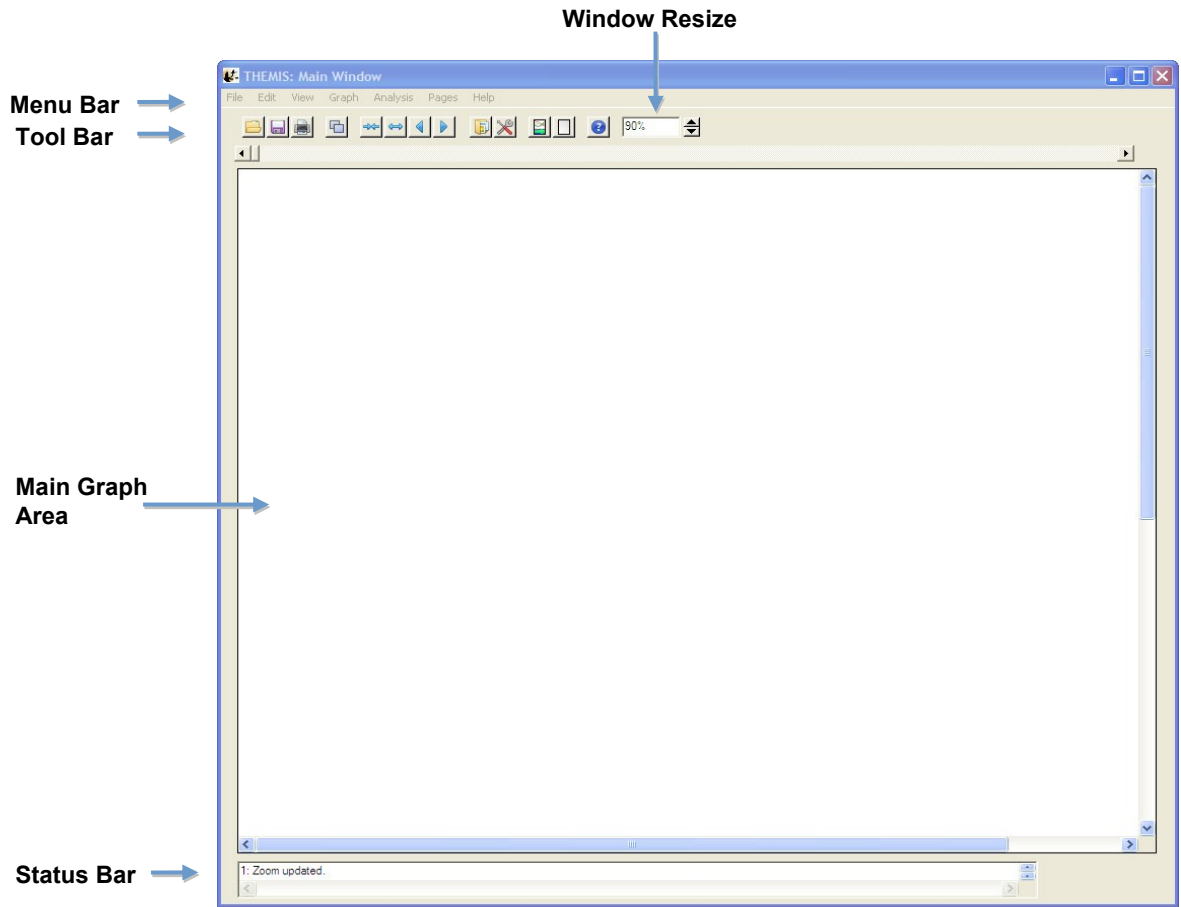 Window Resize
THEMIS: Main Window
Menu Bar
File Edit View Graph Analysis Pages Help
Tool Bar
90%
Main Graph
Area
Status Bar
1: Zoom updated.